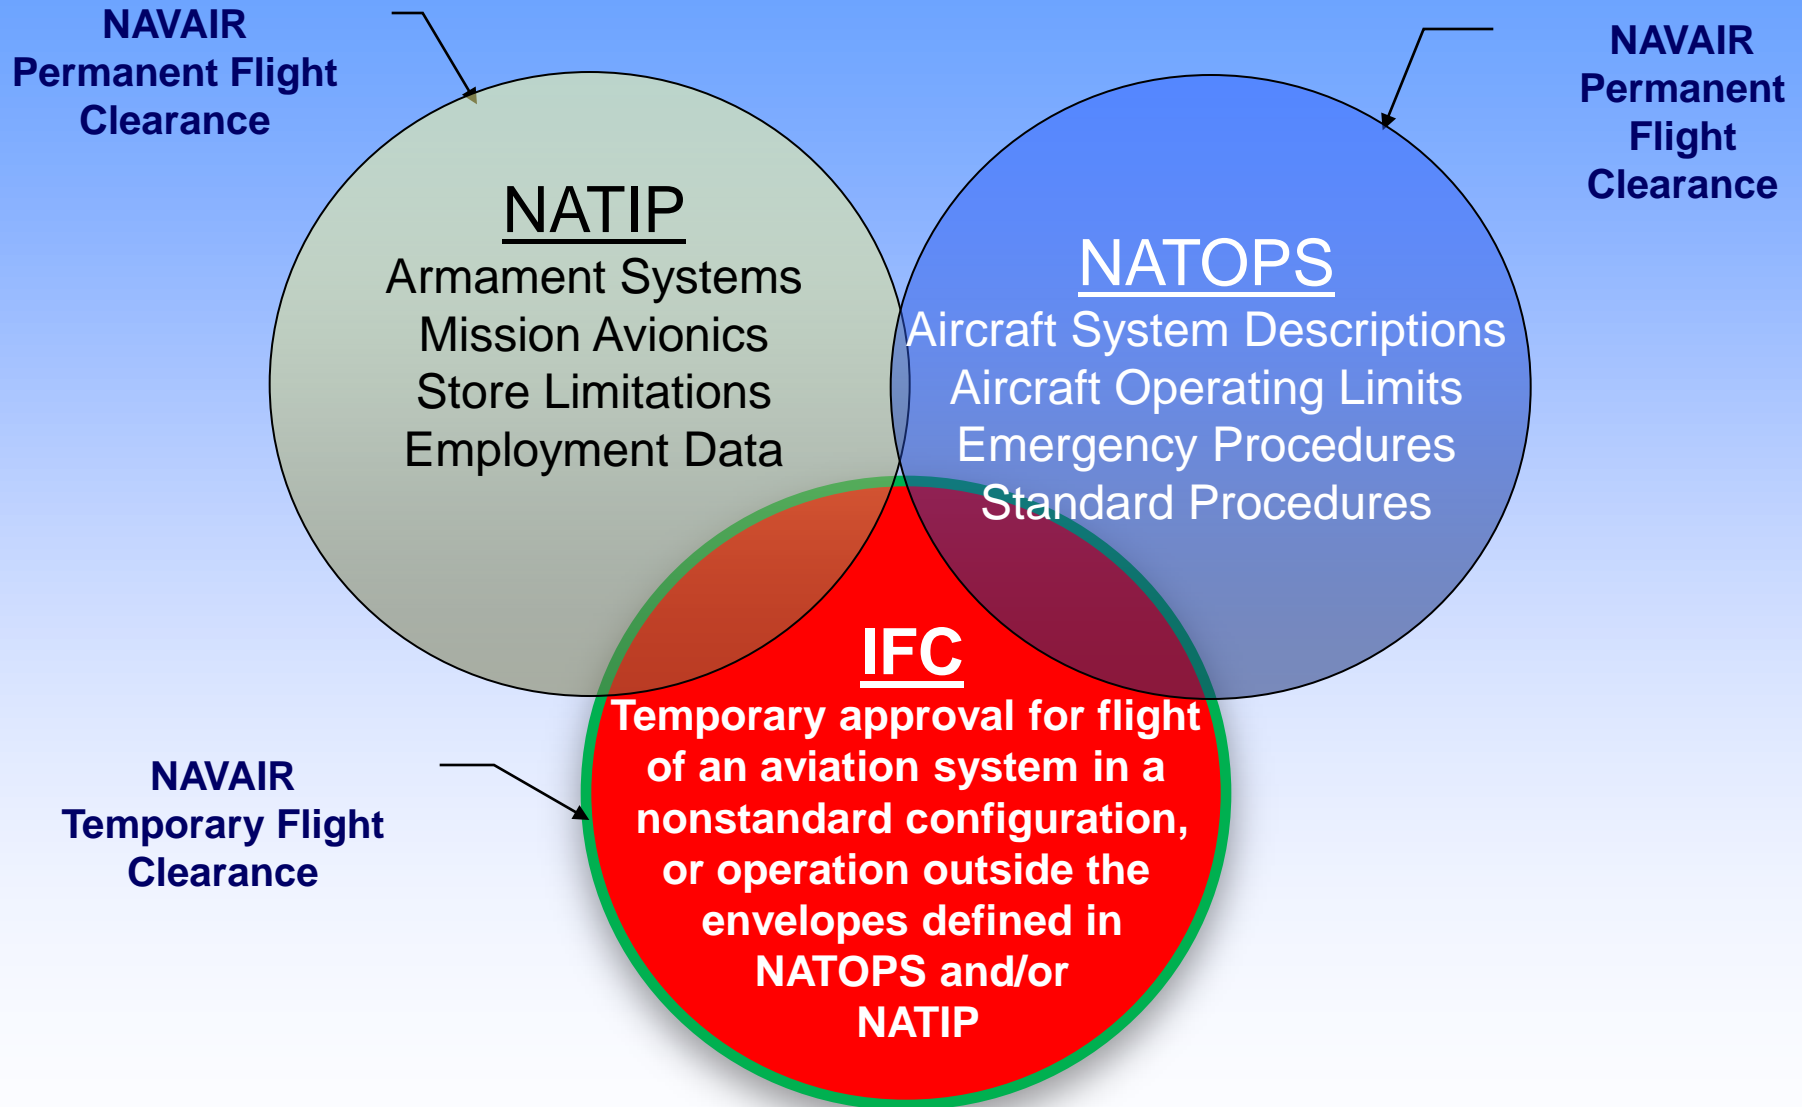 NAVAIR
Permanent Flight
Clearance
NAVAIR
Permanent
Flight
Clearance
NATIP
Armament Systems
Mission Avionics
Store Limitations
Employment Data
NATOPS
Aircraft System Descriptions
Aircraft Operating Limits
Emergency Procedures
Standard Procedures
IFC
Temporary approval for flight
of an aviation system in a
nonstandard configuration,
or operation outside the
envelopes defined in
NATOPS and/or
NATIP
NAVAIR
Temporary Flight
Clearance